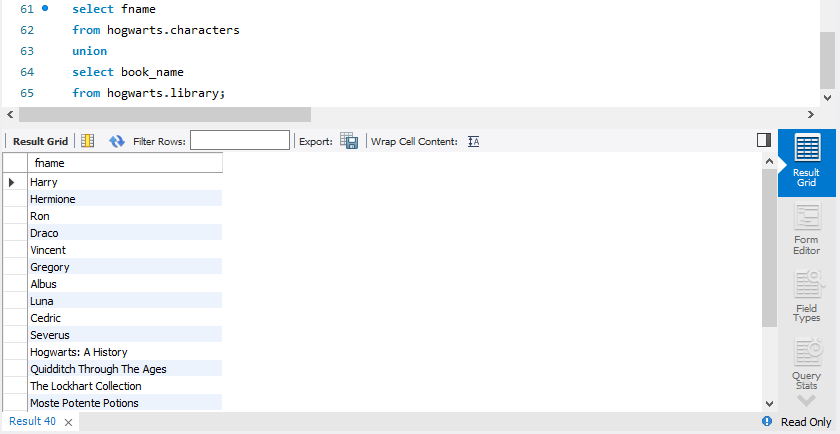 61 select fname
62 from hogwarts.characters
63 union
64 select book_name
65 from hogwarts.library;
Result Grid Filter Rows: Export: Wrap Cell Content: IA
fname
Harry
Hermione
Ron
Draco
Vincent
Gregory
Albus
Luna
Cedric
Severus
Hogwarts: A History
Quidditch Through The Ages
The Lockhart Collection
Moste Potente Potions
Result
Grid
Form
Editor
Field
Types
Query
Stats
Result 40 ×
Read Only